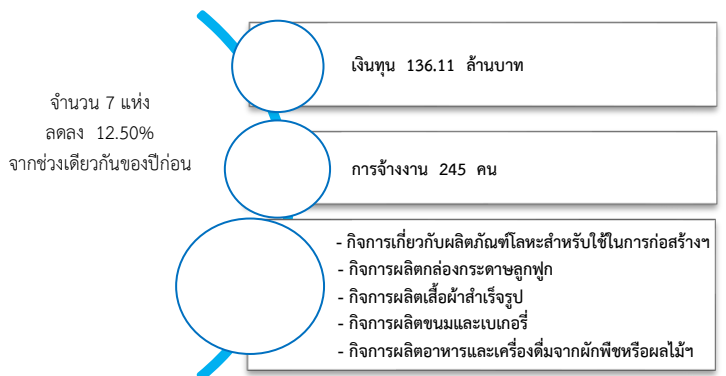 จำนวน 7 แห่ง
ลดลง 12.50%
จากช่วงเดียวกันของปีก่อน
เงินทุน 136.11 ล้านบาท
การจ้างงาน 245 คน
- กิจการเกี่ยวกับผลิตภัณฑ์โลหะสำหรับใช้ในการก่อสร้างฯ
- กิจการผลิตกล่องกระดาษลูกฟูก
- กิจการผลิตเสื้อผ้าสำเร็จรูป
- กิจการผลิตขนมและเบเกอรี่
- กิจการผลิตอาหารและเครื่องดื่มจากผักพืชหรือผลไม้ฯ